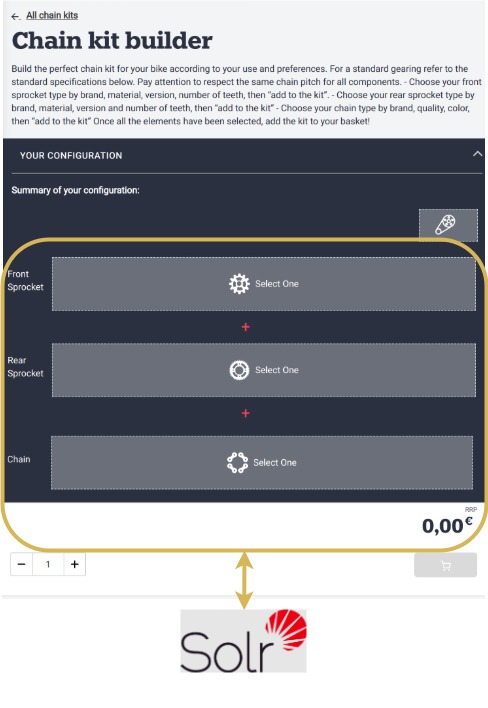 ← All chain kits
Chain kit builder
Build the perfect chain kit for your bike according to your use and preferences. For a standard gearing refer to the
standard specifications below. Pay attention to respect the same chain pitch for all components. - Choose your front
sprocket type by brand, material, version, number of teeth, then "add to the kit". - Choose your rear sprocket type by
brand, material, version and number of teeth, then "add to the kit" - Choose your chain type by brand, quality, color,
then "add to the kit" Once all the elements have been selected, add the kit to your basket!
YOUR CONFIGURATION
Summary of your configuration:
Front
Sprocket
Select One
+
Rear
Sprocket
Select One
+
Chain
Select One
RRP
0,00€
− 1 +
Solr